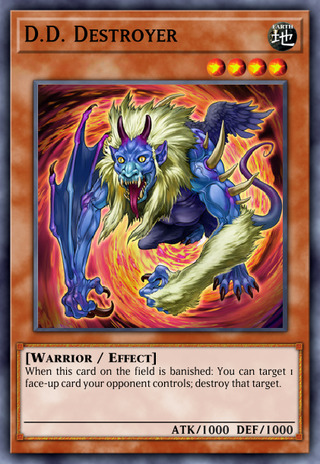 D.D. Destroyer
EARTH
地
[Warrior / Effect]
When this card on the field is banished: You can target 1
face-up card your opponent controls; destroy that target.
ATK/1000 DEF/1000